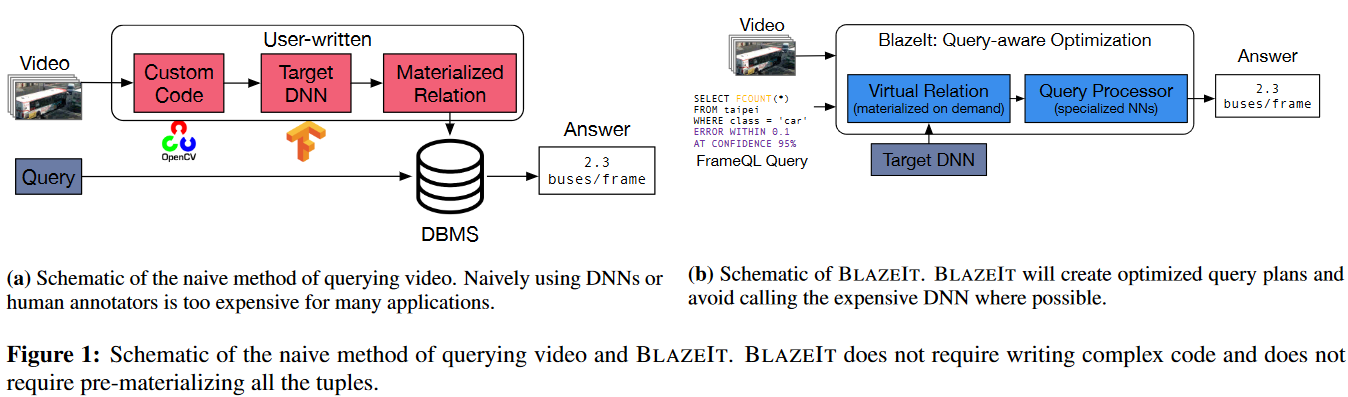 User-written
Video
Custom
Code
Target
DNN
Materialized
Relation
OpenCV
Query
DBMS
Answer
2.3
buses/frame
(a) Schematic of the naive method of querying video. Naively using DNNs or
human annotators is too expensive for many applications.
Video
BlazeIt: Query-aware Optimization
SELECT FCOUNT(*)
FROM taipei
WHERE class = 'car'
ERROR WITHIN 0.1
AT CONFIDENCE 95%
FrameQL Query
Virtual Relation
(materialized on demand)
Query Processor
(specialized NNs)
Target DNN
Answer
2.3
buses/frame
(b) Schematic of BLAZEIT. BLAZEIT will create optimized query plans and
avoid calling the expensive DNN where possible.
Figure 1: Schematic of the naive method of querying video and BLAZEIT. BLAZEIT does not require writing complex code and does not
require pre-materializing all the tuples.